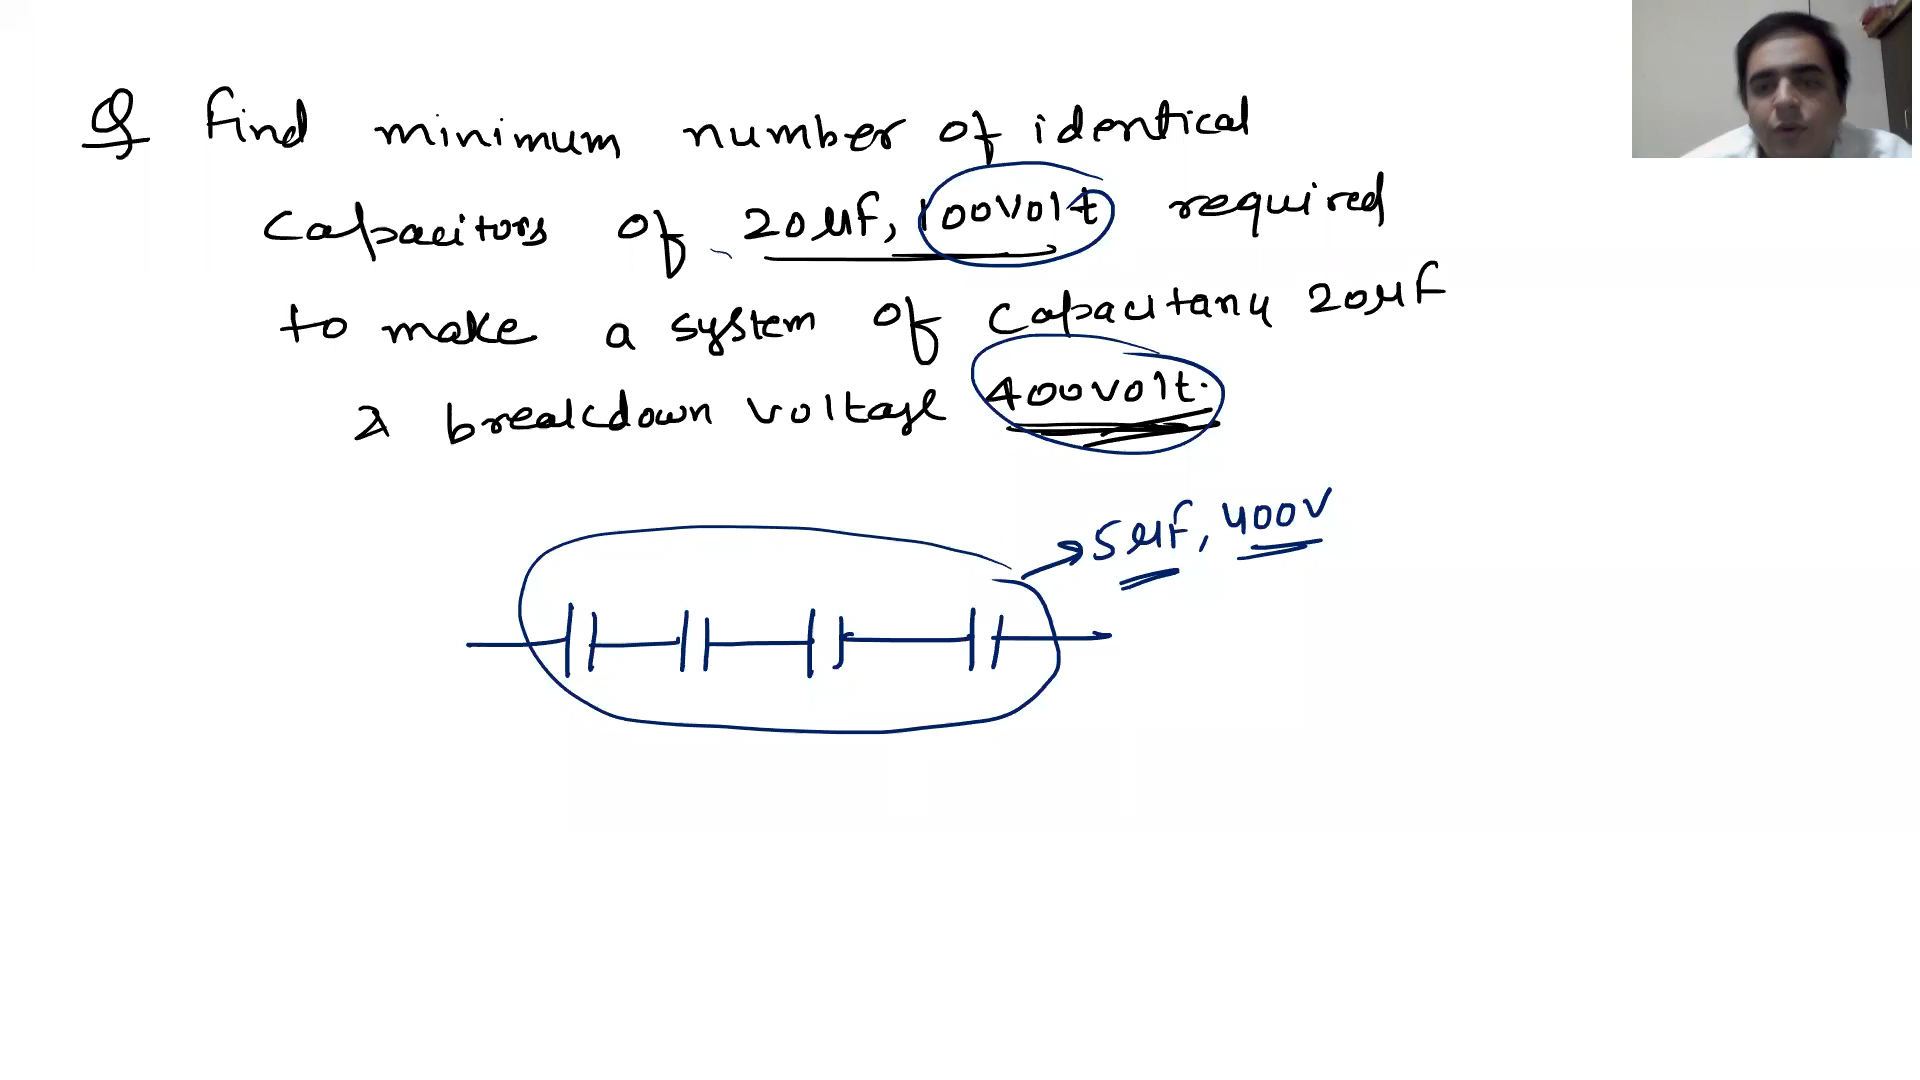 Q Find minimum number of identical
capacitors of 20µF, 100volt required
to make a system of capacitany 20µF
& breakdown voltage 400volt.
5µF, 400V